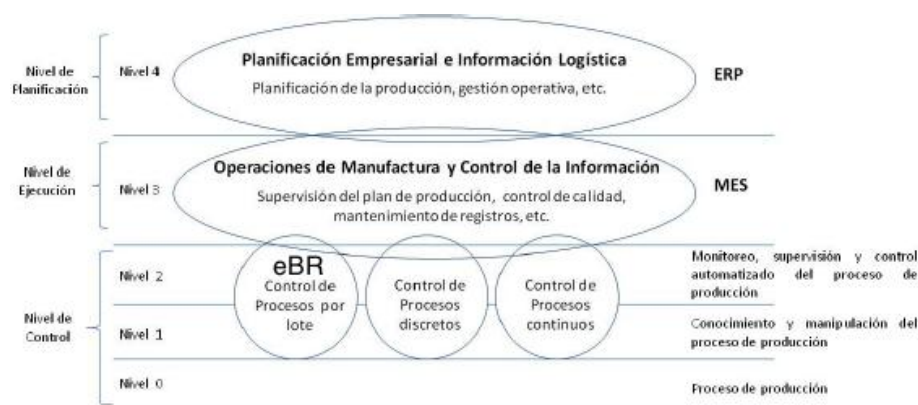 Planificación Empresarial e Información Logística
Nivel de
Planificación
Nivel 4
Planificación de la producción, gestión operativa, etc.
ERP
Operaciones de Manufactura y Control de la Información
Nivel de
Ejecución
Nivel 3
Supervisión del plan de producción, control de calidad,
mantenimiento de registros, etc.
MES
Nivel de
Control
Nivel 2
eBR
Control de
Procesos por
lote
Control de
Procesos
discretos
Control de
Procesos
continuos
Monitoreo, supervisión y control
automatizado del proceso de
producción
Nivel 1
Conocimiento y manipulación del
proceso de producción
Nivel 0
Proceso de producción